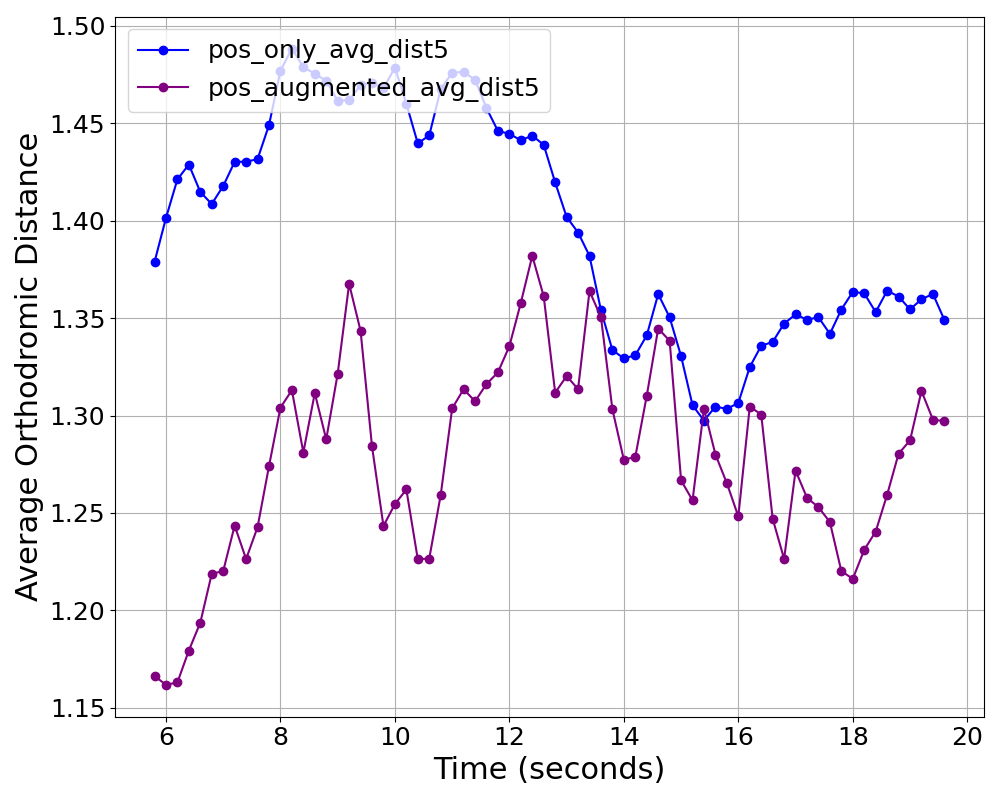 pos_only_avg_dist5
pos_augmented_avg_dist5
Average Orthodromic Distance
1.50
1.45
1.40
1.35
1.30
1.25
1.20
1.15
6 8 10 12 14 16 18 20
Time (seconds)